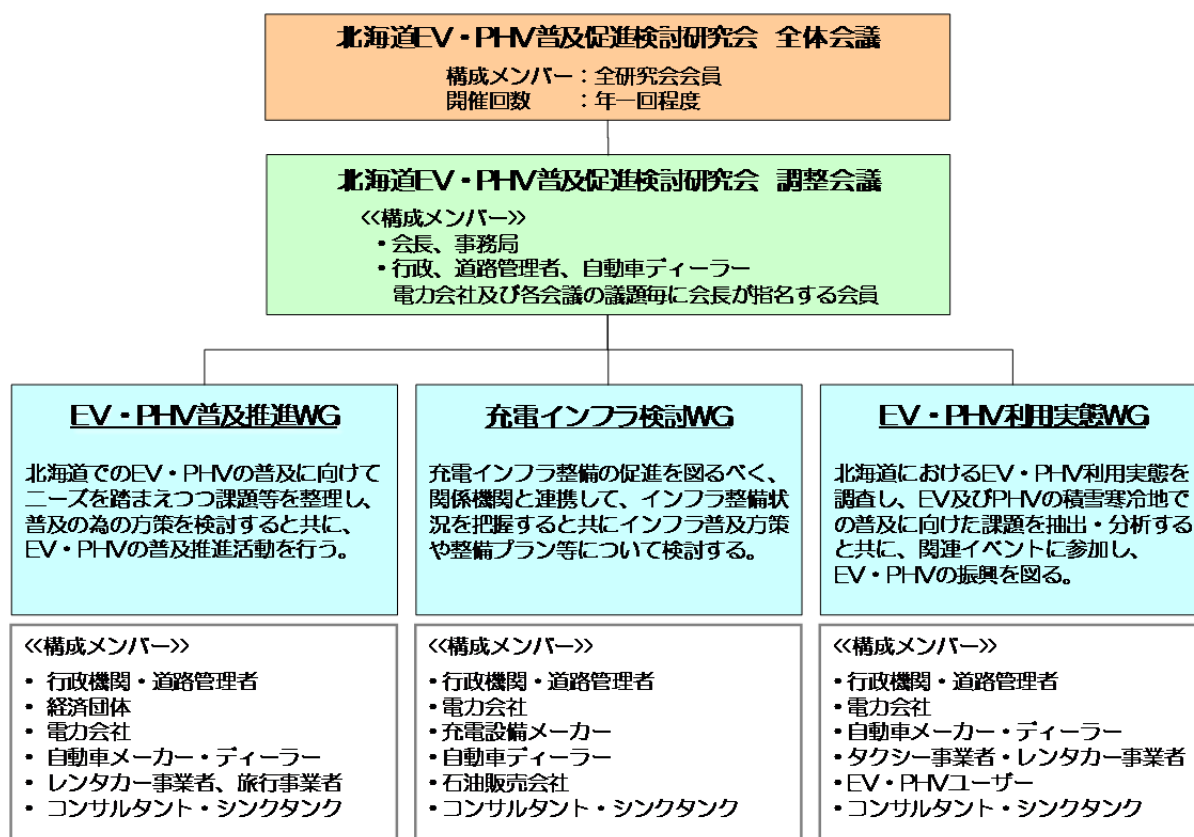 北海道EV・PHV普及促進検討研究会 全体会議
構成メンバー：全研究会会員
開催回数　　：年一回程度
北海道EV・PHV普及促進検討研究会 調整会議
≪構成メンバー≫
・会長、事務局
・行政、道路管理者、自動車ディーラー
電力会社及び各会議の議題毎に会長が指名する会員
EV・PHV普及推進WG
北海道でのEV・PHVの普及に向けて
ニーズを踏まえつつ課題等を整理し、
普及の為の方策を検討すると共に、
EV・PHVの普及推進活動を行う。
≪構成メンバー≫
・ 行政機関・道路管理者
・ 経済団体
・ 電力会社
・ 自動車メーカー・ディーラー
・ レンタカー事業者、旅行事業者
・ コンサルタント・シンクタンク
充電インフラ検討WG
充電インフラ整備の促進を図るべく、
関係機関と連携して、インフラ整備状
況を把握すると共にインフラ普及方策
や整備プラン等について検討する。
≪構成メンバー≫
・行政機関・道路管理者
・電力会社
・充電設備メーカー
・自動車ディーラー
・石油販売会社
・コンサルタント・シンクタンク
EV・PHV利用実態WG
北海道におけるEV・PHV利用実態を
調査し、EV及びPHVの積雪寒冷地で
の普及に向けた課題を抽出・分析する
と共に、関連イベントに参加し、
EV・PHVの振興を図る。
≪構成メンバー≫
・行政機関・道路管理者
・電力会社
・自動車メーカー・ディーラー
・タクシー事業者・レンタカー事業者
・EV・PHVユーザー
・コンサルタント・シンクタンク